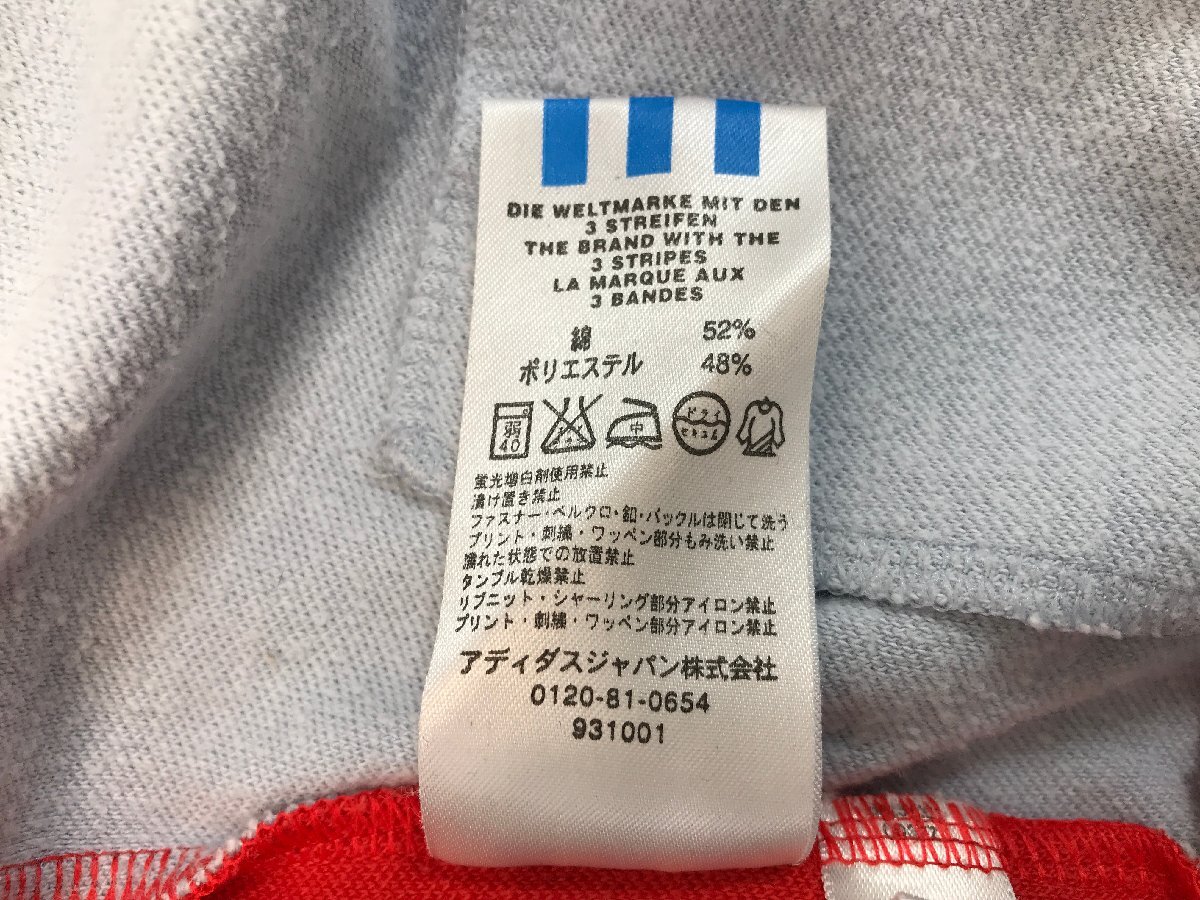 DIE WELTMARKE MIT DEN
3 STREIFEN
THE BRAND WITH THE
3 STRIPES
LA MARQUE AUX
3 BANDES
綿 52%
ポリエステル 48%
弱 40 中 ドライ セキユ系
蛍光増白剤使用禁止
漬け置き禁止
ファスナー・ベルクロ・釦・バックルは閉じて洗う
プリント・刺繍・ワッペン部分もみ洗い禁止
濡れた状態での放置禁止
タンブル乾燥禁止
リブニット・シャーリング部分アイロン禁止
プリント・刺繍・ワッペン部分アイロン禁止
アディダスジャパン株式会社
0120-81-0654
931001